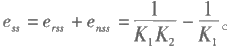 e_{ss} = e_{rss} + e_{nss} = \frac{1}{K_1 K_2} - \frac{1}{K_1}。